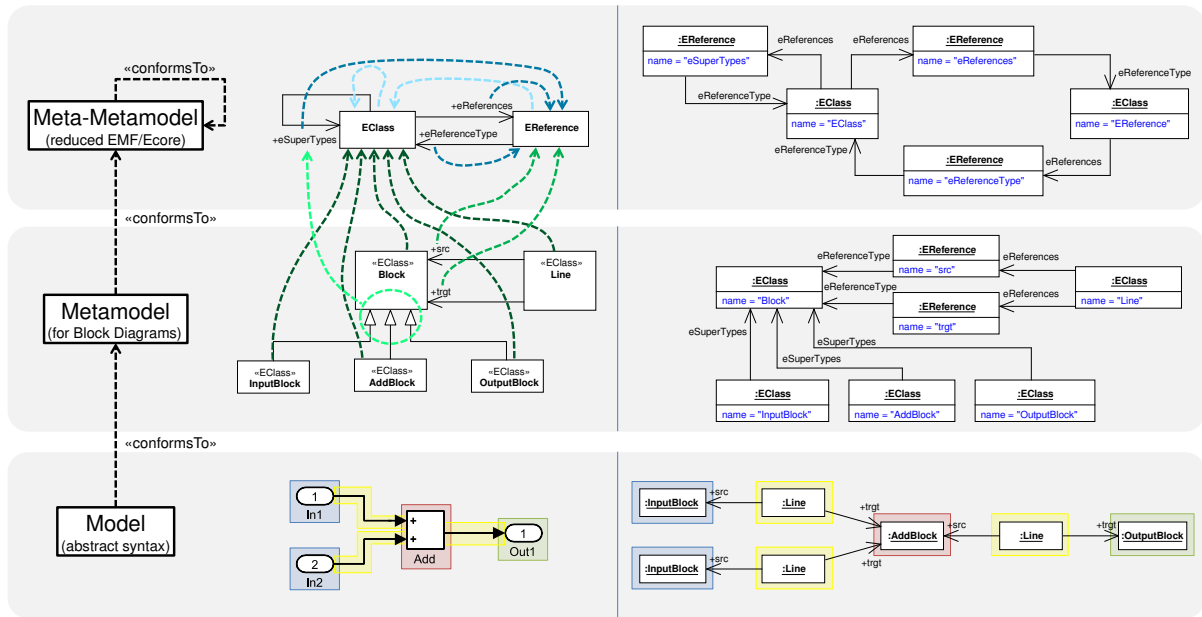 «conformsTo»
Meta-Metamodel
(reduced EMF/Ecore)
«conformsTo»
Metamodel
(for Block Diagrams)
«conformsTo»
Model
(abstract syntax)
EClass
+eSuperTypes
+eReferences
+eReferenceType
EReference
:EReference
name = "eSuperTypes"
eReferences
eReferences
:EReference
name = "eReferences"
eReferenceType
eReferenceType
:EClass
name = "EClass"
:EClass
name = "EReference"
eReferenceType
:EReference
name = "eReferenceType"
eReferences
«EClass»
Block
+src
+trgt
«EClass»
Line
«EClass»
InputBlock
«EClass»
AddBlock
«EClass»
OutputBlock
:EClass
name = "Block"
eReferenceType
:EReference
name = "src"
eReferences
eReferenceType
:EReference
name = "trgt"
eReferences
:EClass
name = "Line"
eSuperTypes
eSuperTypes
eSuperTypes
:EClass
name = "InputBlock"
:EClass
name = "AddBlock"
:EClass
name = "OutputBlock"
1
In1
2
In2
+
+
Add
1
Out1
:InputBlock
+src
:Line
+trgt
:InputBlock
+src
:Line
+trgt
:AddBlock
+src
:Line
+trgt
:OutputBlock